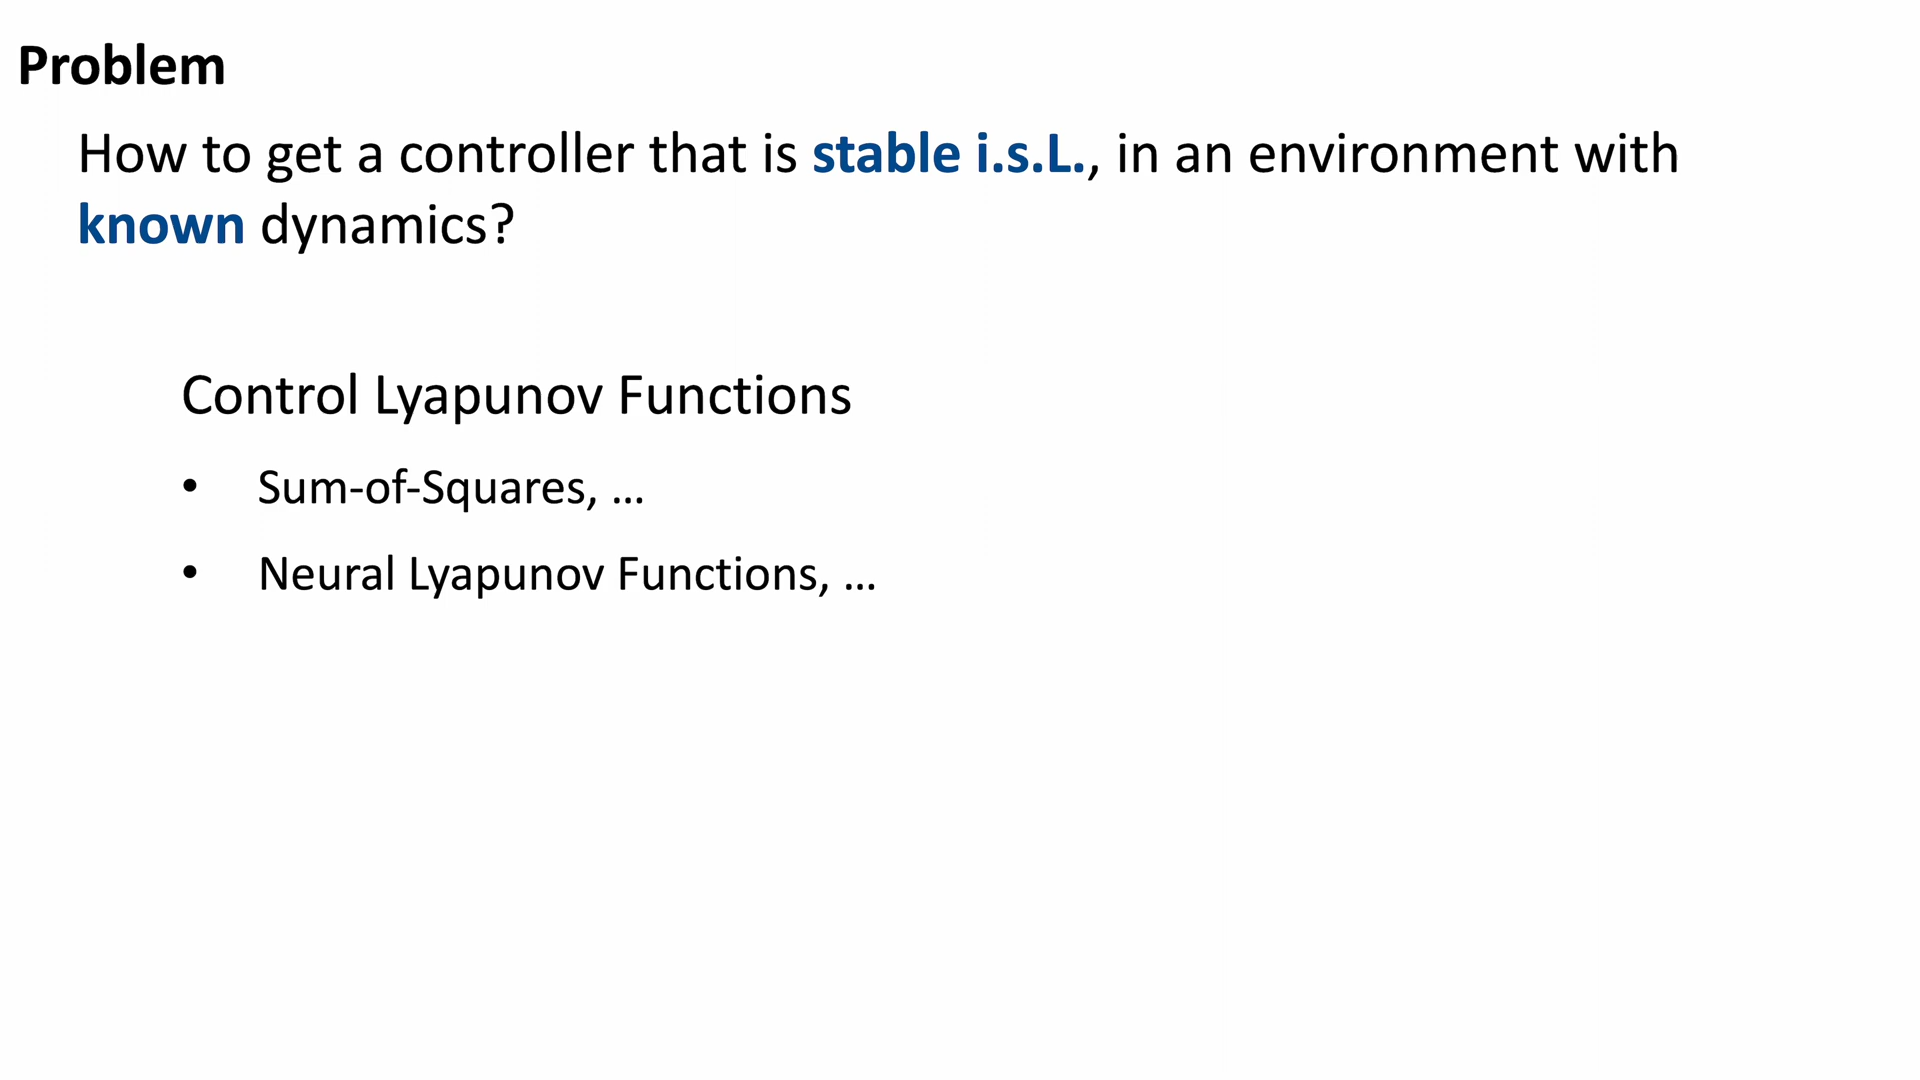 Problem
How to get a controller that is stable i.s.L., in an environment with
known dynamics?
Control Lyapunov Functions
• Sum-of-Squares, …
• Neural Lyapunov Functions, …